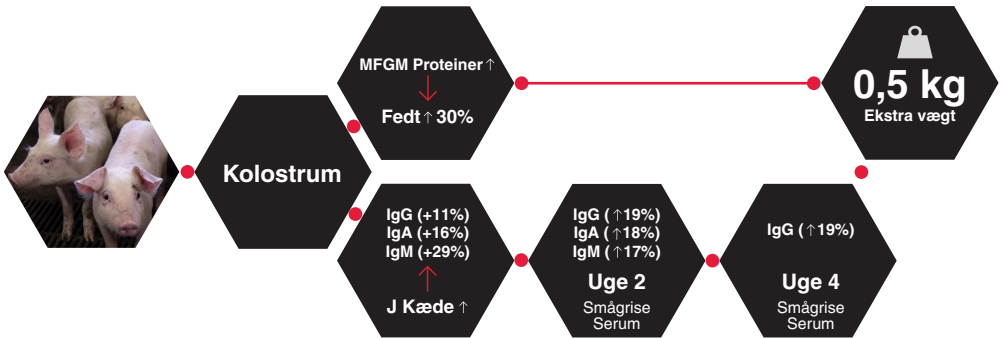 Kolostrum
MFGM Proteiner ↑
↓
Fedt ↑ 30%
0,5 kg
Ekstra vægt
IgG (+11%)
IgA (+16%)
IgM (+29%)
↑
J Kæde ↑
IgG (↑19%)
IgA (↑18%)
IgM (↑17%)
Uge 2
Smågrise
Serum
IgG (↑19%)
Uge 4
Smågrise
Serum